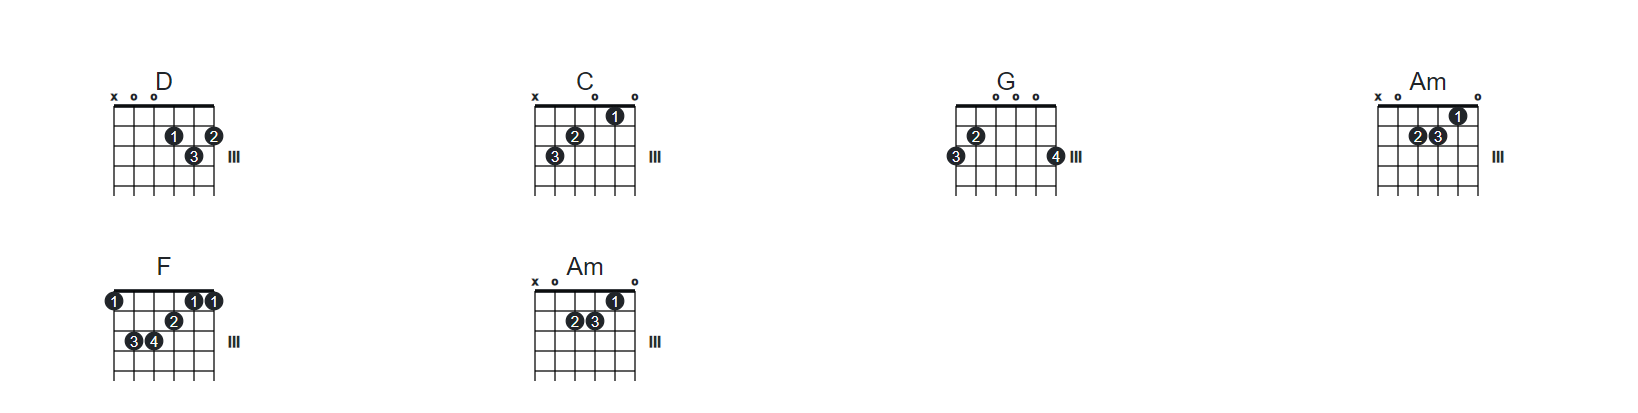 D C G Am
x o o x o o o o o x o o
1 1
1 2 2 2 2 3
3 III 3 III 3 4 III III
F Am
x o o
1 1 1 1
2 2 3
3 4 III III